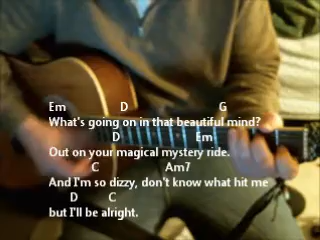 Em D G
What's going on in that beautiful mind?
D Em
Out on your magical mystery ride.
C Am7
And I'm so dizzy, don't know what hit me
D C
but I'll be alright.